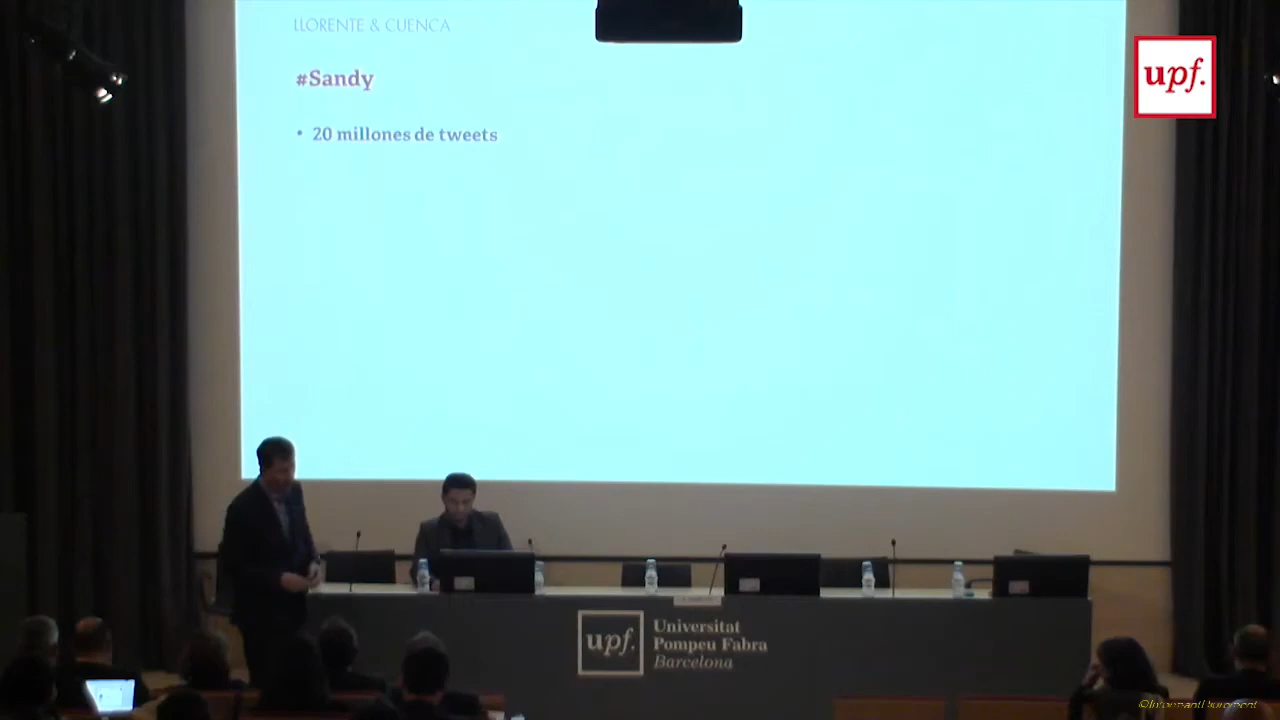 LLORENTE & CUENCA
upf.
#Sandy
• 20 millones de tweets
upf.
Universitat
Pompeu Fabra
Barcelona